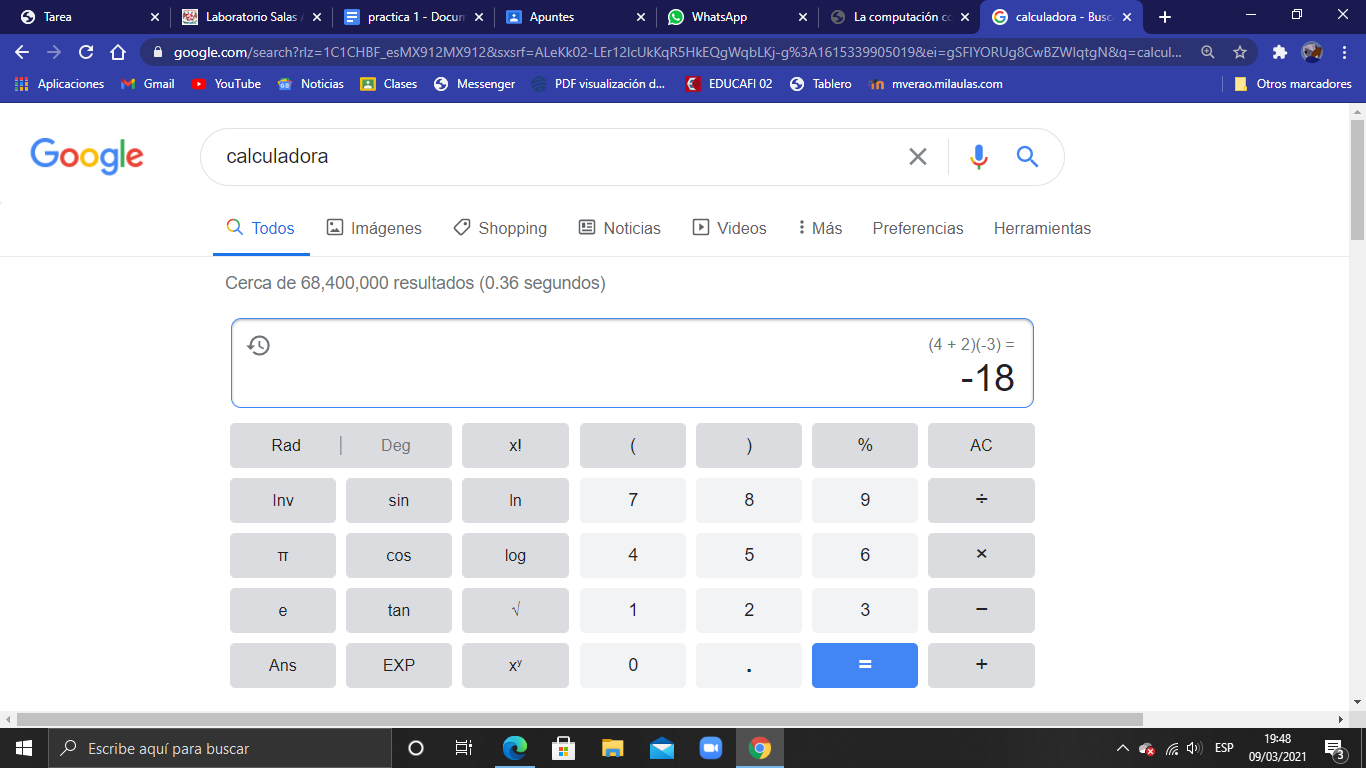 Tarea
Laboratorio Salas A
practica 1 - Docum
Apuntes
WhatsApp
La computación co
calculadora - Busc
google.com/search?rlz=1C1CHBF_esMX912MX912&sxsrf=ALeKk02-LEr12IcUkKqR5HkEQgWqbLKj-g%3A1615339905019&ei=gSFIYORUg8CwBZWIqtgN&q=calcul...
Aplicaciones
Gmail
YouTube
Noticias
Clases
Messenger
PDF visualización d...
EDUCAFI 02
Tablero
mverao.milaulas.com
Otros marcadores
Google
calculadora
Todos
Imágenes
Shopping
Noticias
Videos
Más
Preferencias
Herramientas
Cerca de 68,400,000 resultados (0.36 segundos)
(4 + 2)(-3) =
-18
Rad | Deg x! ( ) % AC
Inv sin ln 7 8 9 ÷
π cos log 4 5 6 ×
e tan √ 1 2 3 −
Ans EXP xʸ 0 . = +
Escribe aquí para buscar
ESP
19:48
09/03/2021
3